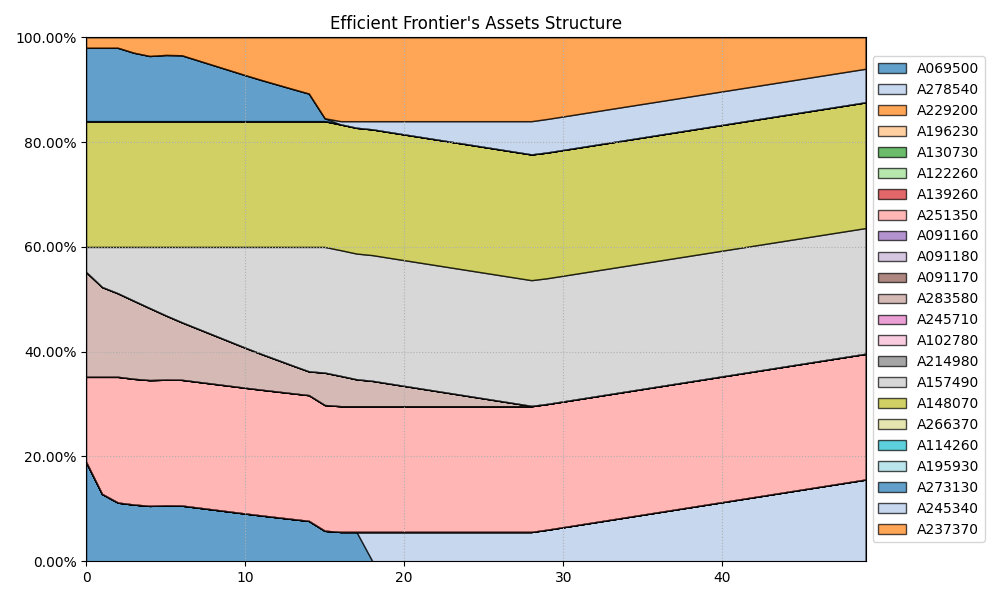 Efficient Frontier's Assets Structure
100.00%
80.00%
60.00%
40.00%
20.00%
0.00%
0
10
20
30
40
A069500
A278540
A229200
A196230
A130730
A122260
A139260
A251350
A091160
A091180
A091170
A283580
A245710
A102780
A214980
A157490
A148070
A266370
A114260
A195930
A273130
A245340
A237370